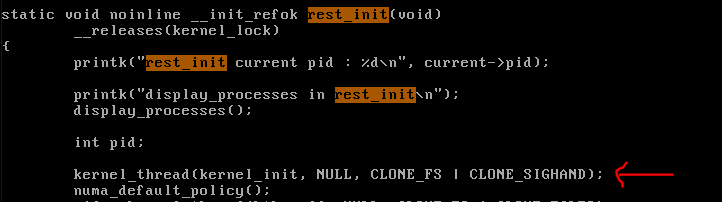 static void noinline __init_refok rest_init(void)
        __releases(kernel_lock)
{
        printk("rest_init current pid : %d\n", current->pid);
        printk("display_processes in rest_init\n");
        display_processes();
        int pid;
        kernel_thread(kernel_init, NULL, CLONE_FS | CLONE_SIGHAND);
        numa_default_policy();